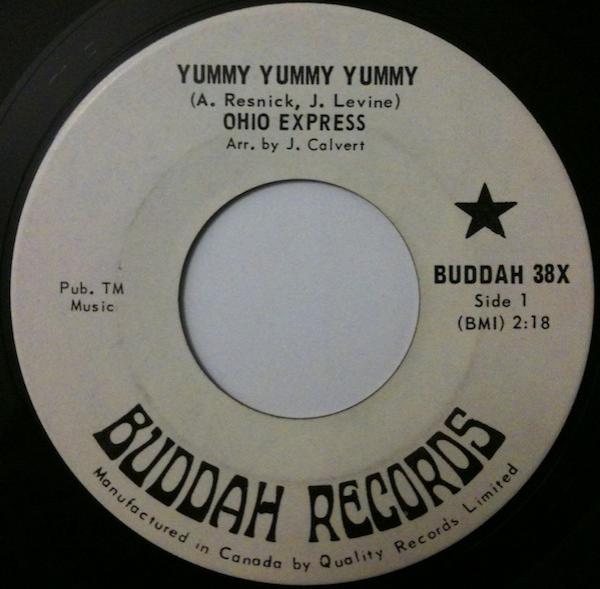 YUMMY YUMMY YUMMY
(A. Resnick, J. Levine)
OHIO EXPRESS
Arr. by J. Calvert
Pub. TM
Music
BUDDAH 38X
Side 1
(BMI) 2:18
BUDDAH RECORDS
Manufactured in Canada by Quality Records Limited